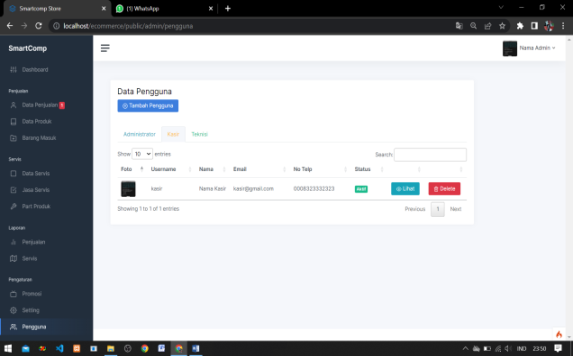 Smartcomp Store
(1) WhatsApp
localhost/ecommerce/public/admin/pengguna
SmartComp
Nama Admin
Dashboard
Penjualan
Data Penjualan
Data Produk
Barang Masuk
Servis
Data Servis
Jasa Servis
Part Produk
Laporan
Penjualan
Servis
Pengaturan
Promosi
Setting
Pengguna
Data Pengguna
Tambah Pengguna
Administrator Kasir Teknisi
Show 10 entries
Search:
Foto Username Nama Email No Telp Status
kasir Nama Kasir kasir@gmail.com 0008323332323 Aktif Lihat Delete
Showing 1 to 1 of 1 entries
Previous 1 Next
IND 23:50